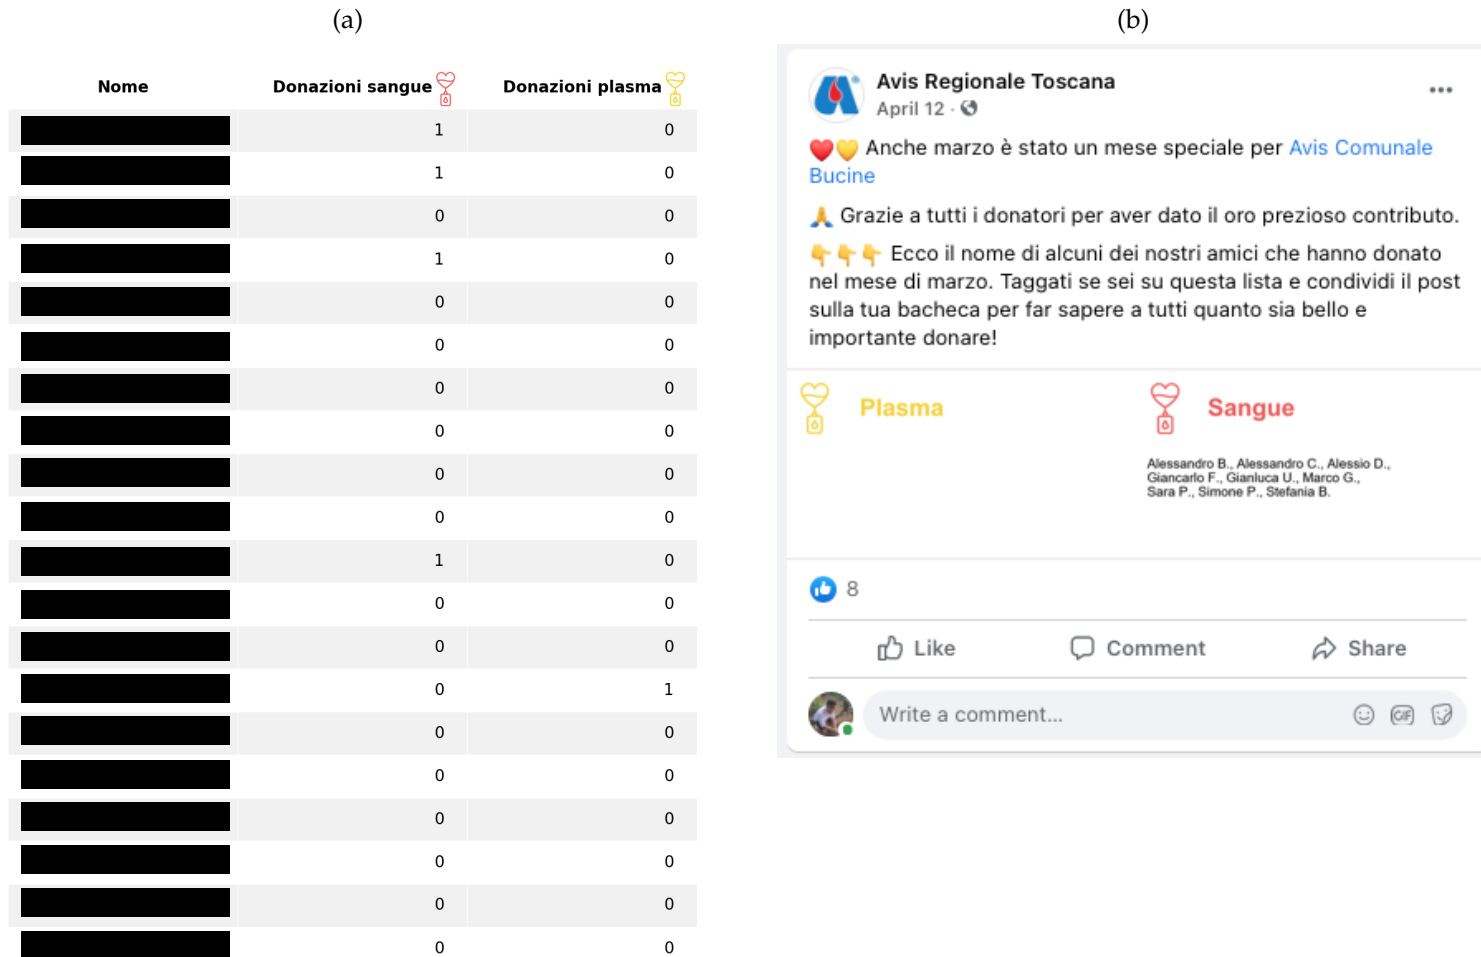 (a)
Nome Donazioni sangue Donazioni plasma
1 0
1 0
0 0
1 0
0 0
0 0
0 0
0 0
0 0
0 0
1 0
0 0
0 0
0 1
0 0
0 0
0 0
0 0
0 0
0 0
(b)
Avis Regionale Toscana
April 12 ·
Anche marzo è stato un mese speciale per Avis Comunale
Bucine
Grazie a tutti i donatori per aver dato il oro prezioso contributo.
Ecco il nome di alcuni dei nostri amici che hanno donato
nel mese di marzo. Taggati se sei su questa lista e condividi il post
sulla tua bacheca per far sapere a tutti quanto sia bello e
importante donare!
Plasma
Sangue
Alessandro B., Alessandro C., Alessio D.,
Giancarlo F., Gianluca U., Marco G.,
Sara P., Simone P., Stefania B.
8
Like Comment Share
Write a comment...
GIF